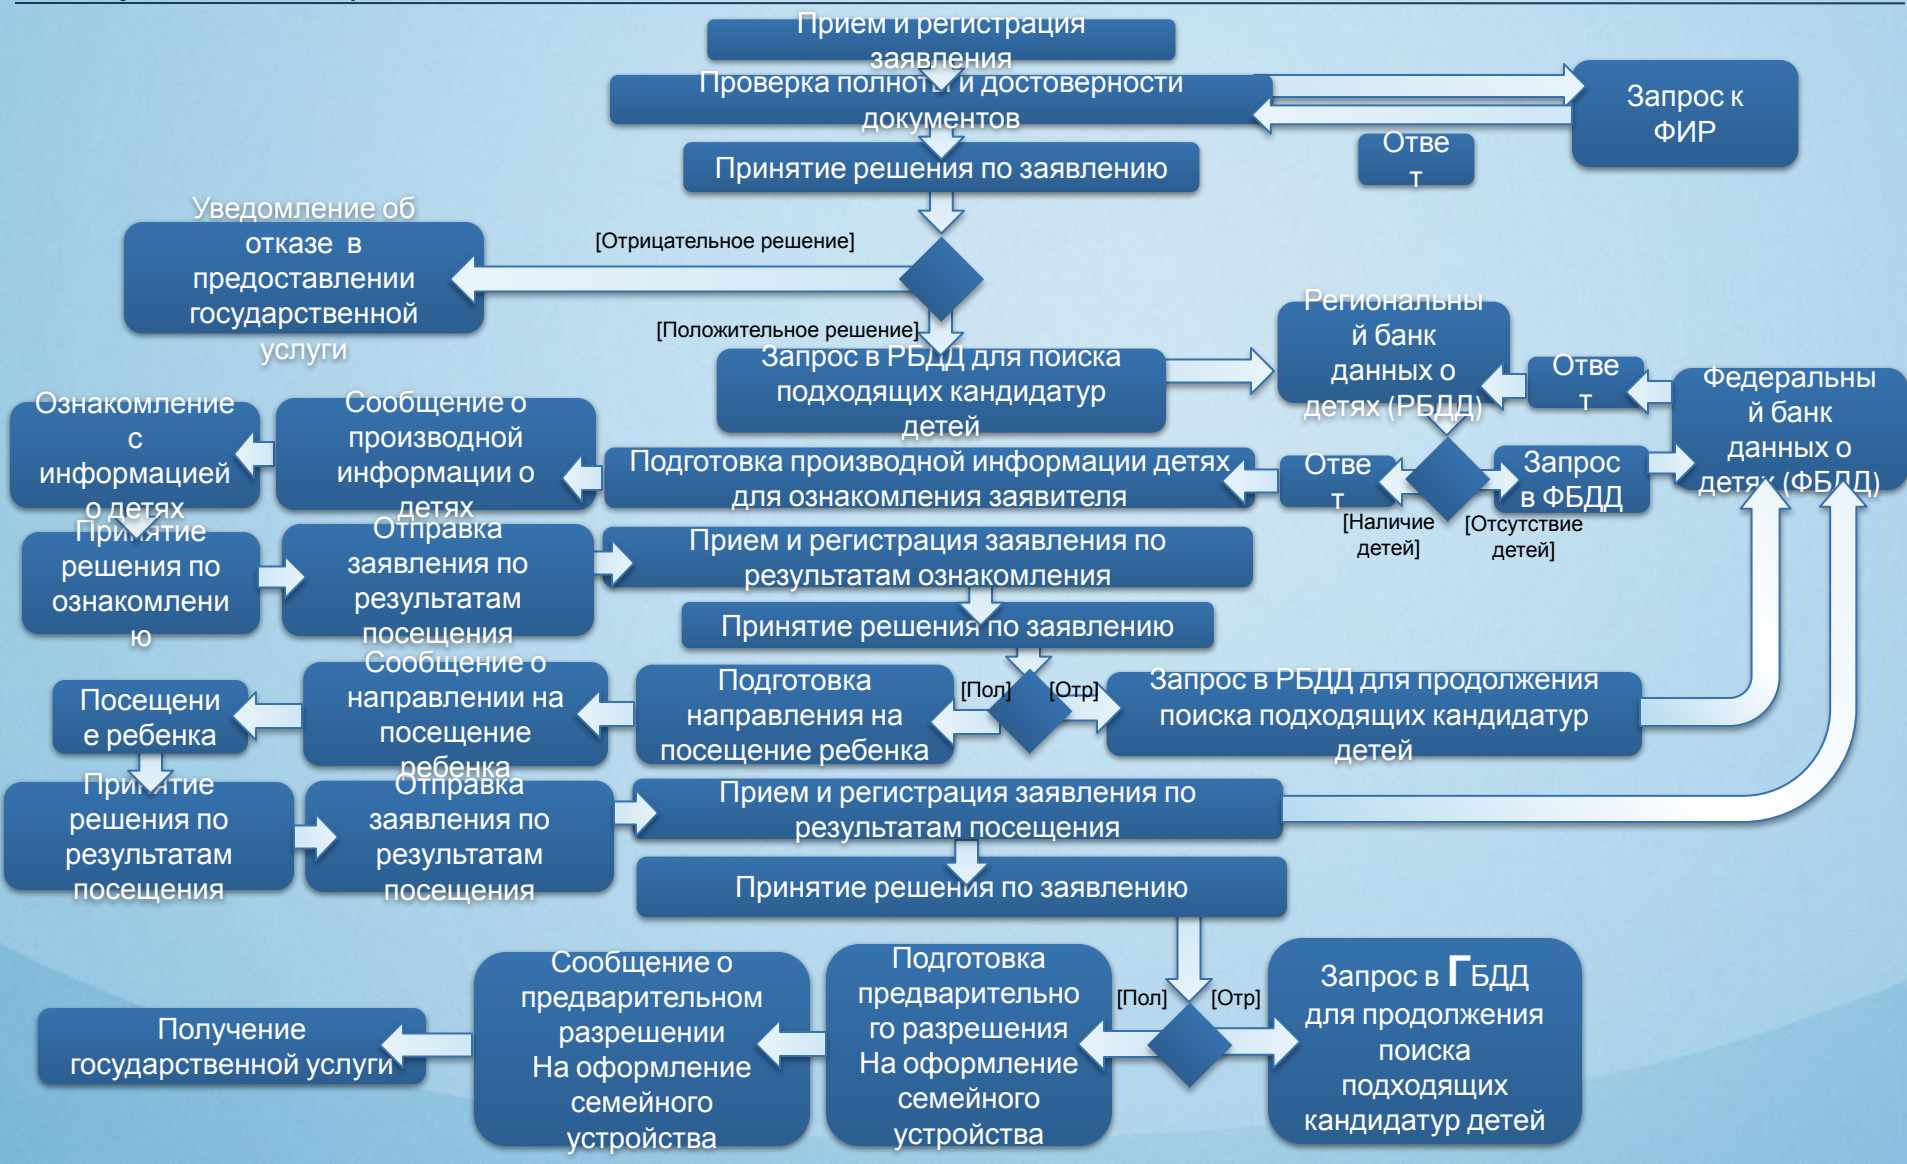 Прием и регистрация
заявления
Проверка полноты и достоверности
документов
Запрос к
ФИР
Отве
т
Принятие решения по заявлению
Уведомление об
отказе в
предоставлении
государственной
услуги
[Отрицательное решение]
[Положительное решение]
Запрос в РБДД для поиска
подходящих кандидатур
детей
Региональны
й банк
данных о
детях (РБДД)
Отве
т
Федеральны
й банк
данных о
детях (ФБДД)
Ознакомление
с
информацией
о детях
Сообщение о
производной
информации о
детях
Подготовка производной информации детях
для ознакомления заявителя
Отве
т
Запрос
в ФБДД
[Наличие
детей]
[Отсутствие
детей]
Принятие
решения по
ознакомлени
ю
Отправка
заявления по
результатам
посещения
Прием и регистрация заявления по
результатам ознакомления
Принятие решения по заявлению
[Пол]
[Отр]
Посещени
е ребенка
Сообщение о
направлении на
посещение
ребенка
Подготовка
направления на
посещение ребенка
Запрос в РБДД для продолжения
поиска подходящих кандидатур
детей
Принятие
решения по
результатам
посещения
Отправка
заявления по
результатам
посещения
Прием и регистрация заявления по
результатам посещения
Принятие решения по заявлению
[Пол]
[Отр]
Получение
государственной услуги
Сообщение о
предварительном
разрешении
На оформление
семейного
устройства
Подготовка
предварительно
го разрешения
На оформление
семейного
устройства
Запрос в ГБДД
для продолжения
поиска
подходящих
кандидатур детей